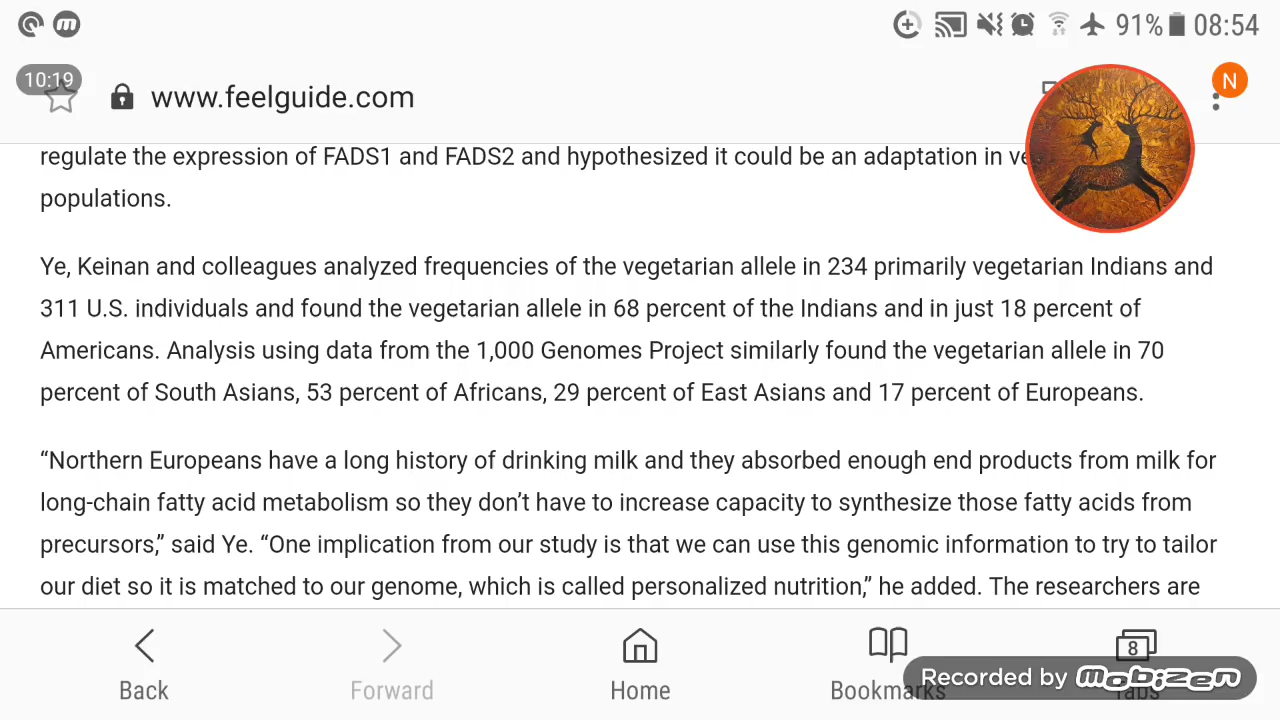 91% 08:54
10:19
www.feelguide.com
N
regulate the expression of FADS1 and FADS2 and hypothesized it could be an adaptation in
populations.
Ye, Keinan and colleagues analyzed frequencies of the vegetarian allele in 234 primarily vegetarian Indians and
311 U.S. individuals and found the vegetarian allele in 68 percent of the Indians and in just 18 percent of
Americans. Analysis using data from the 1,000 Genomes Project similarly found the vegetarian allele in 70
percent of South Asians, 53 percent of Africans, 29 percent of East Asians and 17 percent of Europeans.
“Northern Europeans have a long history of drinking milk and they absorbed enough end products from milk for
long-chain fatty acid metabolism so they don’t have to increase capacity to synthesize those fatty acids from
precursors,” said Ye. “One implication from our study is that we can use this genomic information to try to tailor
our diet so it is matched to our genome, which is called personalized nutrition,” he added. The researchers are
8
Back Forward Home Bookmarks Tabs
Recorded by Mobizen